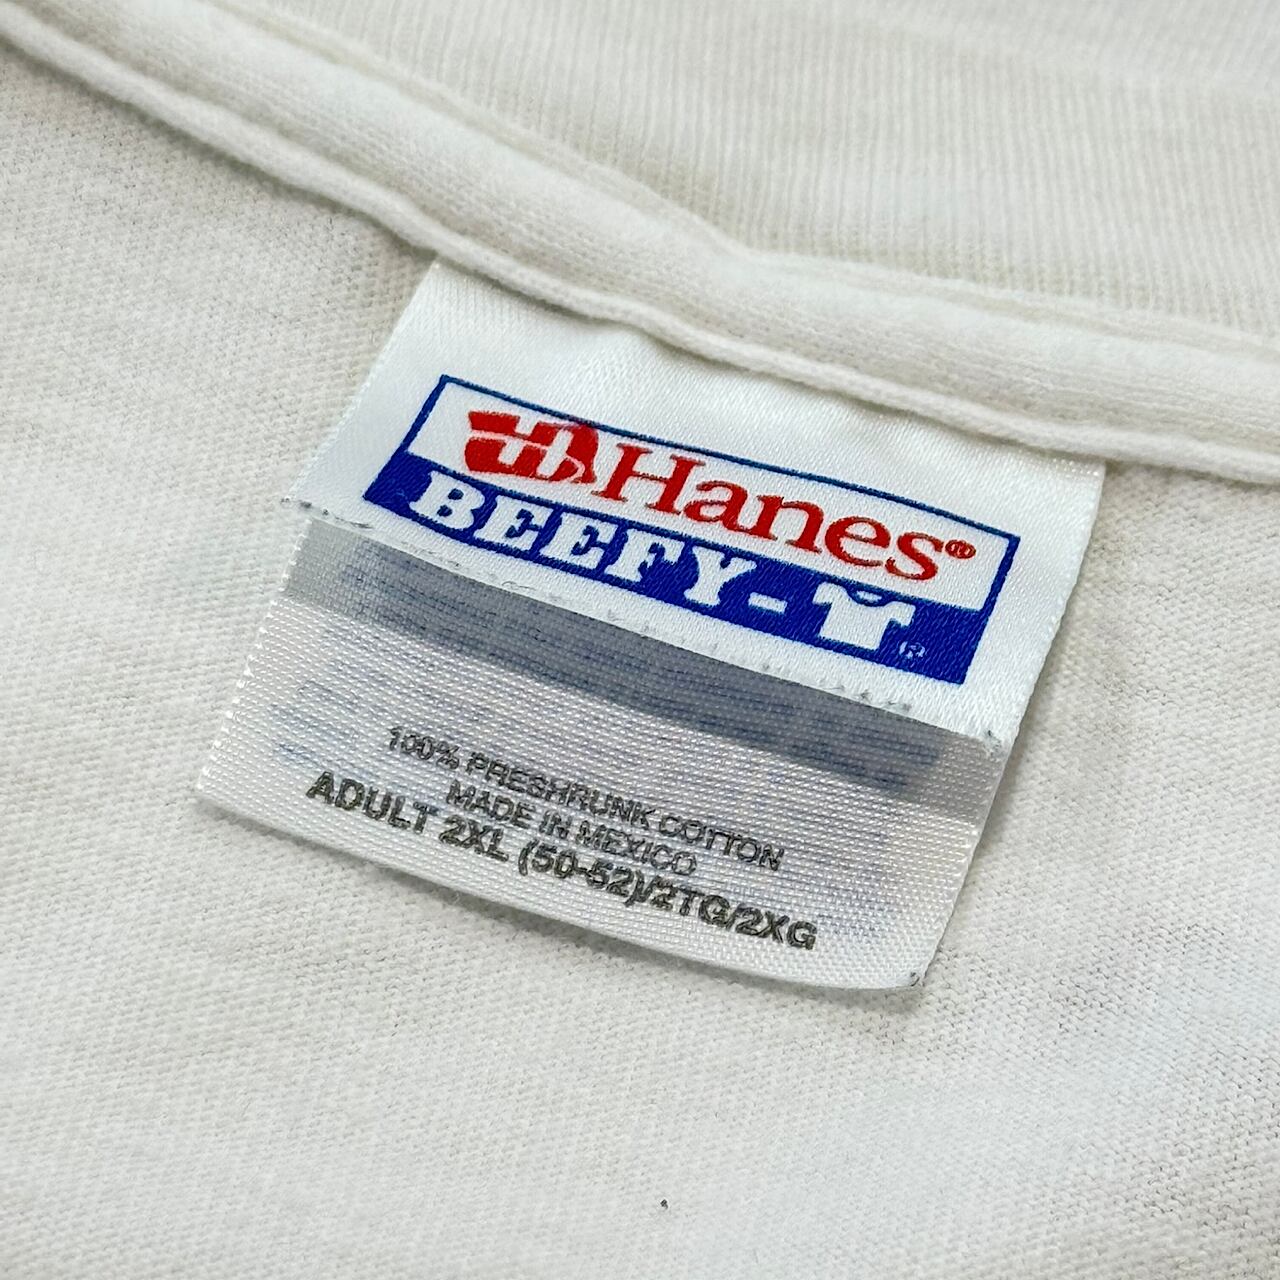 Hanes®
BEEFY-T®
100% PRESHRUNK COTTON
MADE IN MEXICO
ADULT 2XL (50-52)/2TG/2XG